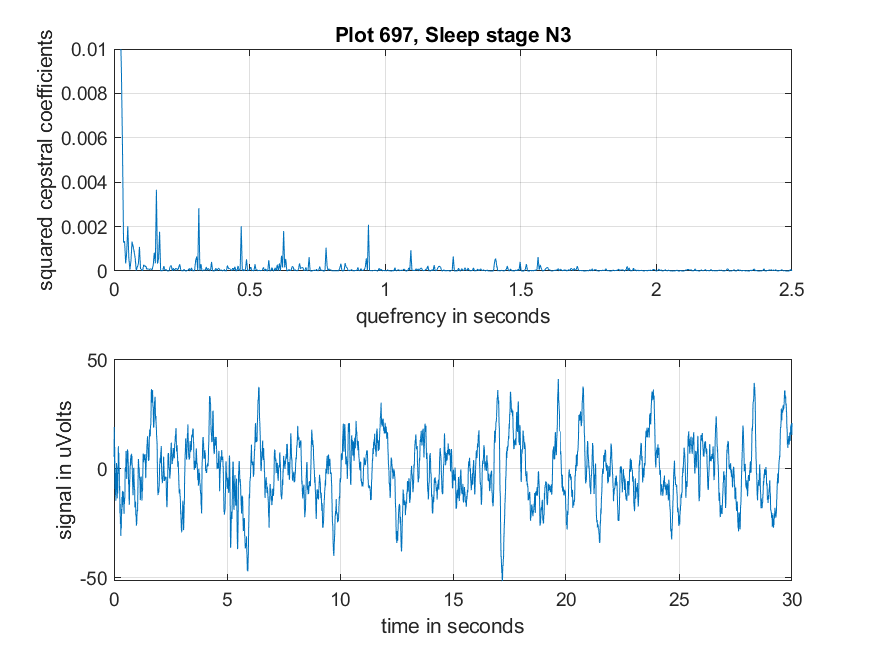 Plot 697, Sleep stage N3
squared cepstral coefficients
0.01
0.008
0.006
0.004
0.002
0
0 0.5 1 1.5 2 2.5
quefrency in seconds
signal in uVolts
50
0
-50
0 5 10 15 20 25 30
time in seconds